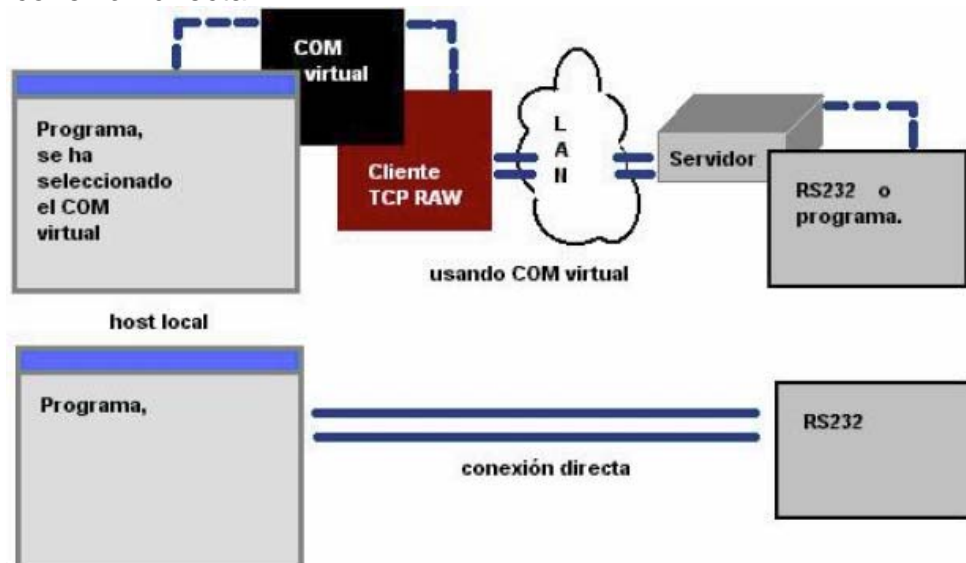 COM
virtual
Programa,
se ha
seleccionado
el COM
virtual
Cliente
TCP RAW
L
A
N
Servidor
RS232 o
programa.
usando COM virtual
host local
Programa,
RS232
conexión directa